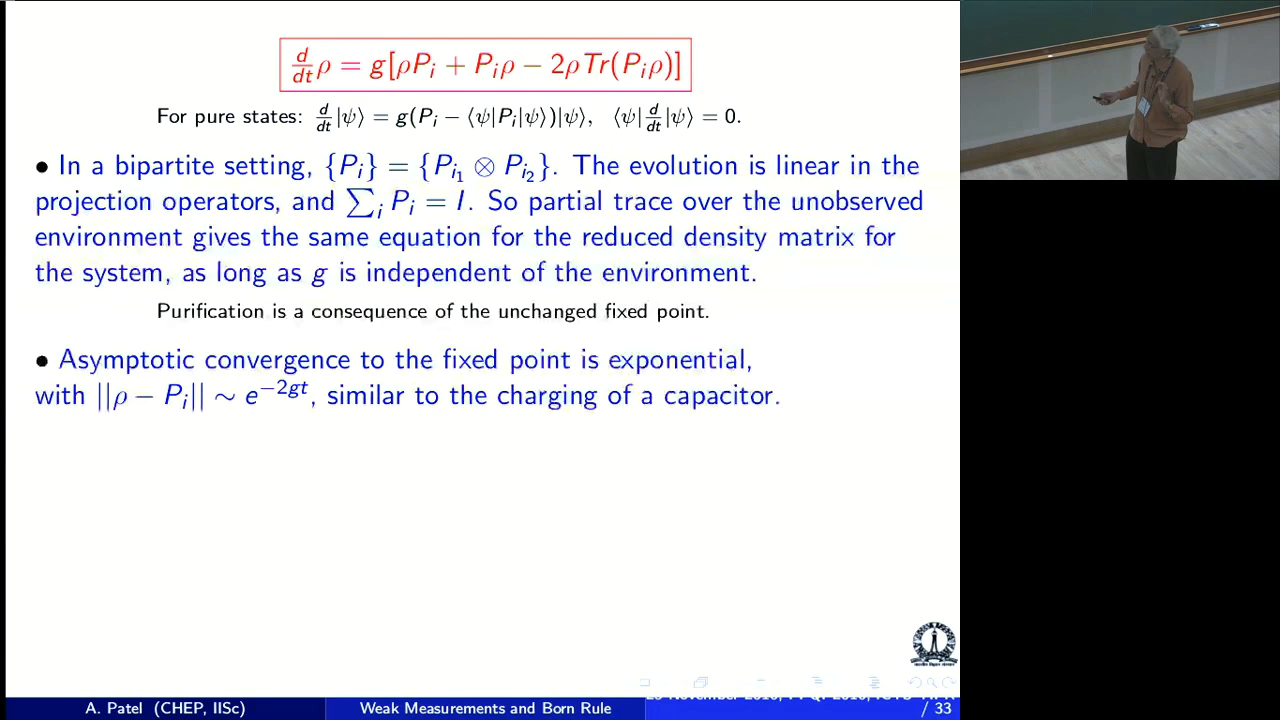 d/dt ρ = g[ρP_i + P_iρ − 2ρTr(P_iρ)]
For pure states: d/dt|ψ⟩ = g(P_i − ⟨ψ|P_i|ψ⟩)|ψ⟩, ⟨ψ|d/dt|ψ⟩ = 0.
• In a bipartite setting, {P_i} = {P_{i_1} ⊗ P_{i_2}}. The evolution is linear in the
projection operators, and ∑_i P_i = I. So partial trace over the unobserved
environment gives the same equation for the reduced density matrix for
the system, as long as g is independent of the environment.
Purification is a consequence of the unchanged fixed point.
• Asymptotic convergence to the fixed point is exponential,
with ||ρ − P_i|| ∼ e^{−2gt}, similar to the charging of a capacitor.
A. Patel (CHEP, IISc) Weak Measurements and Born Rule / 33